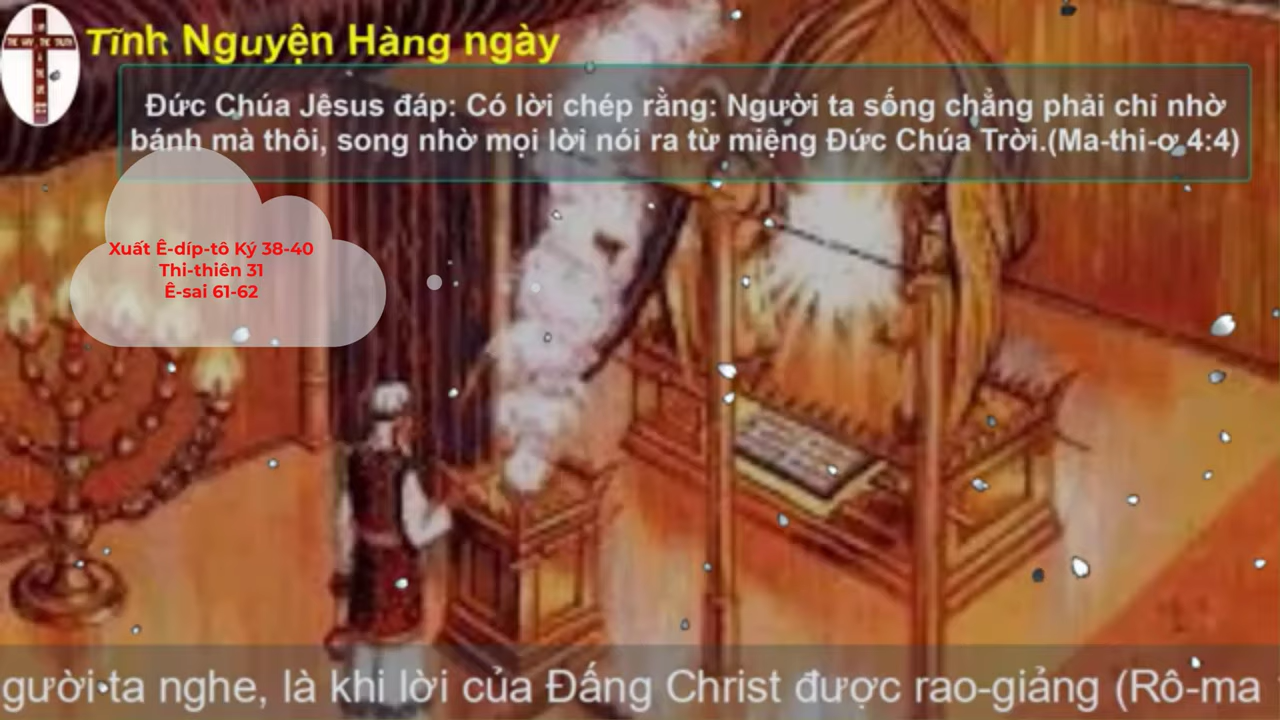 Tĩnh Nguyện Hàng ngày
Đức Chúa Jêsus đáp: Có lời chép rằng: Người ta sống chẳng phải chỉ nhờ
bánh mà thôi, song nhờ mọi lời nói ra từ miệng Đức Chúa Trời.(Ma-thi-ơ 4:4)
Xuất Ê-díp-tô Ký 38-40
Thi-thiên 31
Ê-sai 61-62
gười ta nghe, là khi lời của Đấng Christ được rao-giảng (Rô-ma